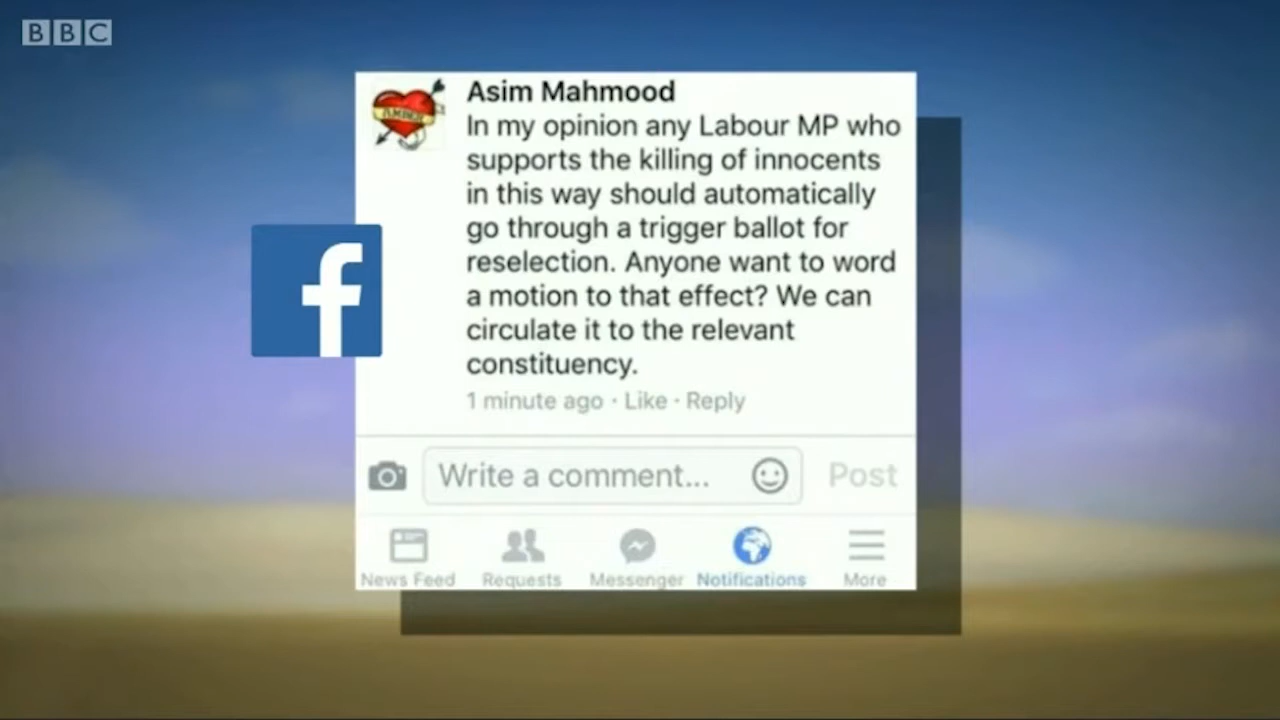 BBC
Asim Mahmood
In my opinion any Labour MP who
supports the killing of innocents
in this way should automatically
go through a trigger ballot for
reselection. Anyone want to word
a motion to that effect? We can
circulate it to the relevant
constituency.
1 minute ago · Like · Reply
f
Write a comment...
Post
News Feed Requests Messenger Notifications More